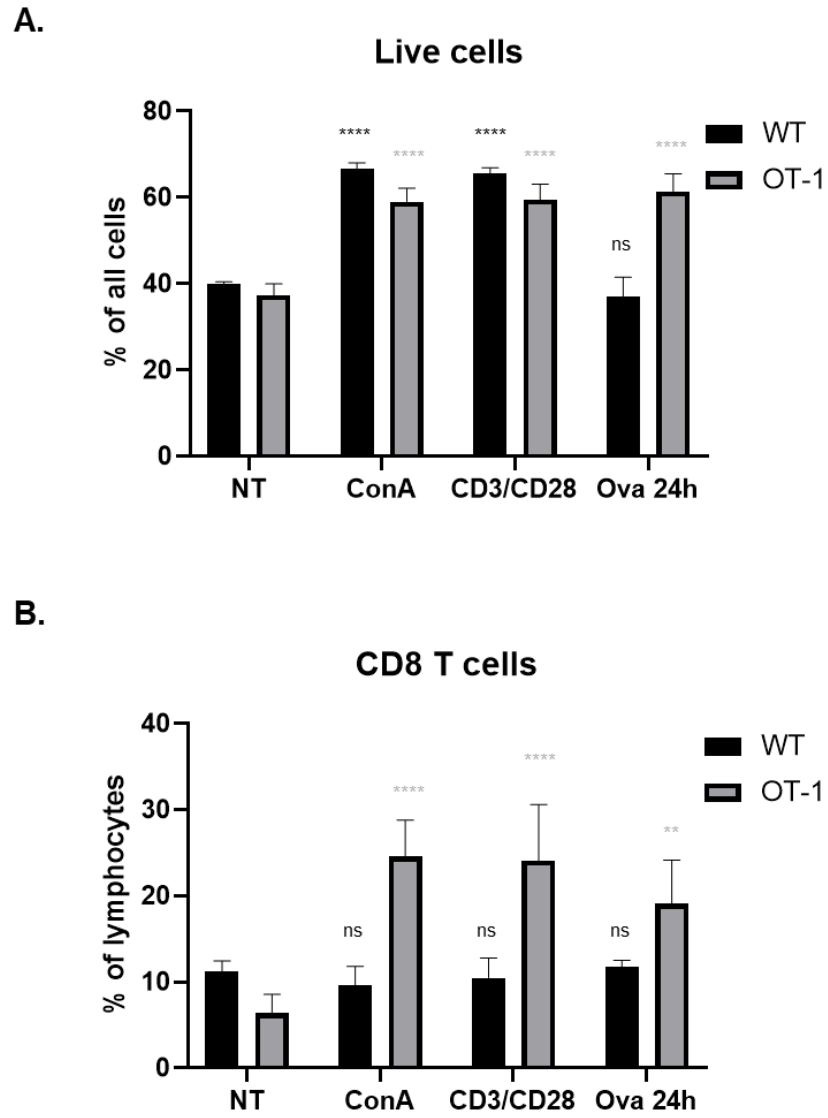 A.
Live cells
% of all cells
80
60
40
20
0
**** **** **** **** ns ****
WT
OT-1
NT ConA CD3/CD28 Ova 24h
B.
CD8 T cells
% of lymphocytes
40
30
20
10
0
ns **** ns **** ns **
WT
OT-1
NT ConA CD3/CD28 Ova 24h